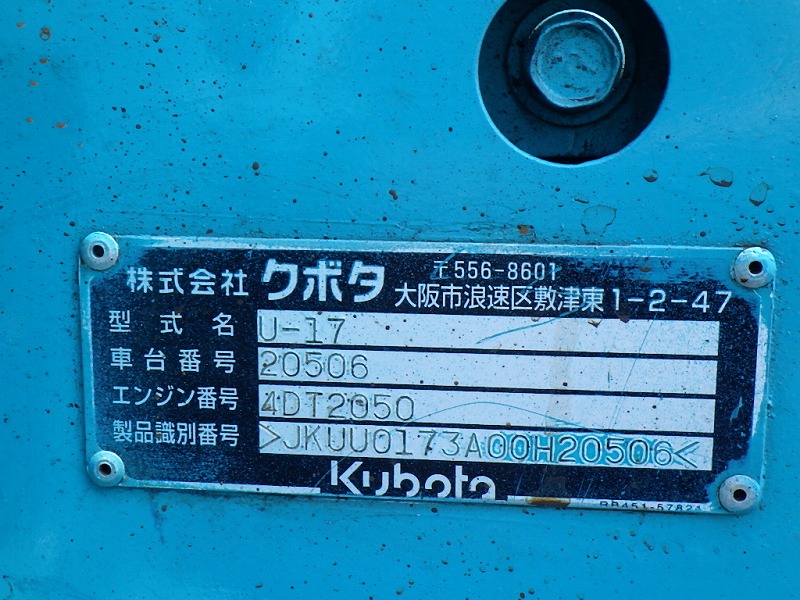 株式会社 クボタ 〒556-8601
大阪市浪速区敷津東1-2-47
型式名 U-17
車台番号 20506
エンジン番号 4DT2050
製品識別番号 >JKUU0173A00H20506<
Kubota